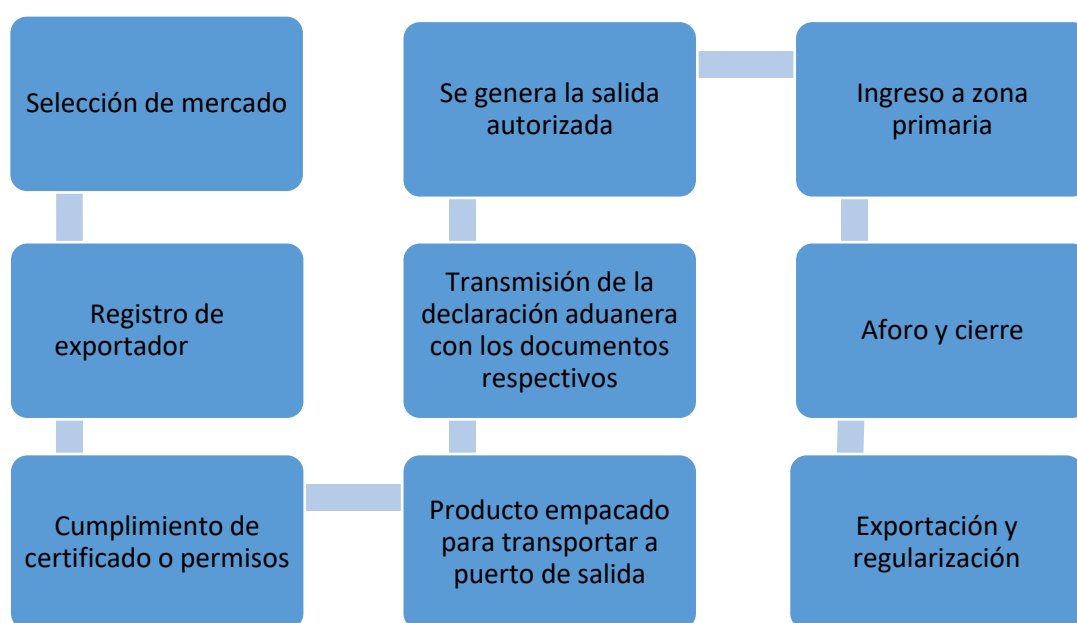 Selección de mercado
Registro de
exportador
Cumplimiento de
certificado o permisos
Producto empacado
para transportar a
puerto de salida
Transmisión de la
declaración aduanera
con los documentos
respectivos
Se genera la salida
autorizada
Ingreso a zona
primaria
Aforo y cierre
Exportación y
regularización